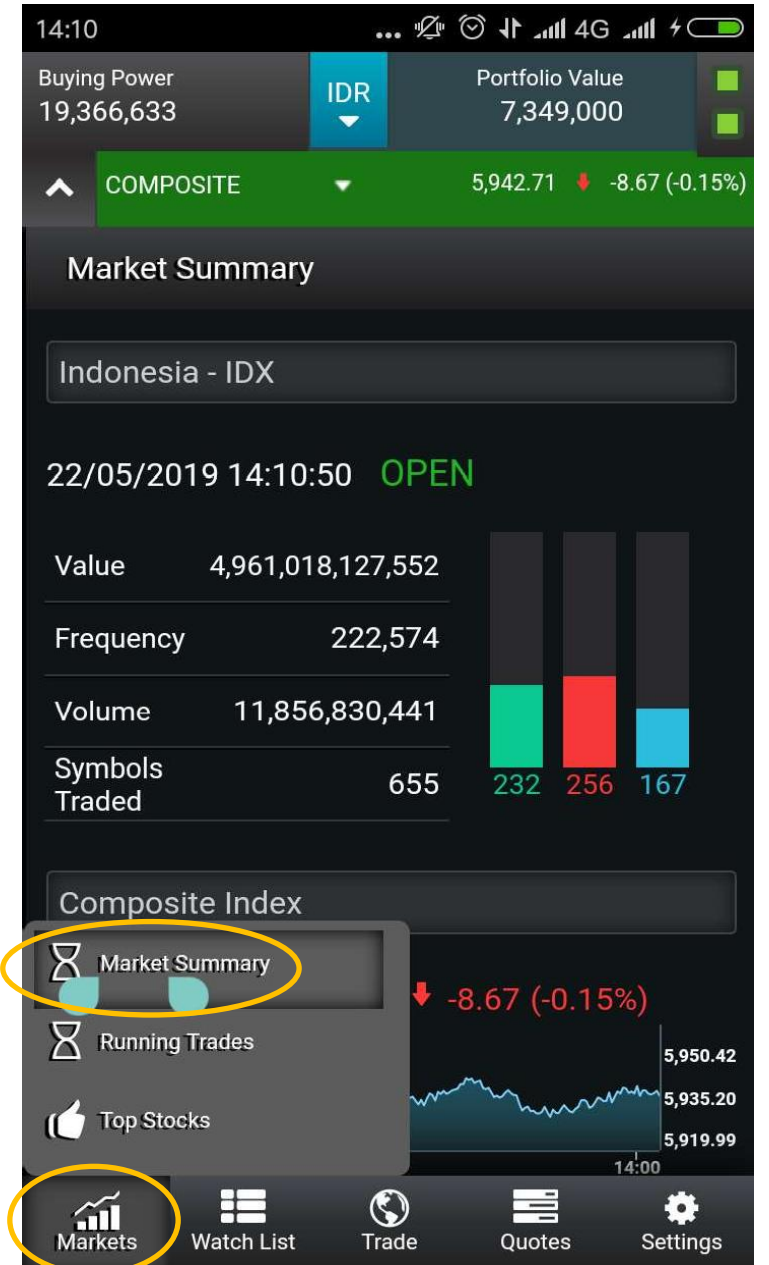 14:10 ... 4G
Buying Power
19,366,633
IDR
Portfolio Value
7,349,000
COMPOSITE 5,942.71 -8.67 (-0.15%)
Market Summary
Indonesia - IDX
22/05/2019 14:10:50 OPEN
Value 4,961,018,127,552
Frequency 222,574
Volume 11,856,830,441
Symbols
Traded 655
232 256 167
Composite Index
Market Summary
Running Trades
Top Stocks
-8.67 (-0.15%)
5,950.42
5,935.20
5,919.99
14:00
Markets Watch List Trade Quotes Settings